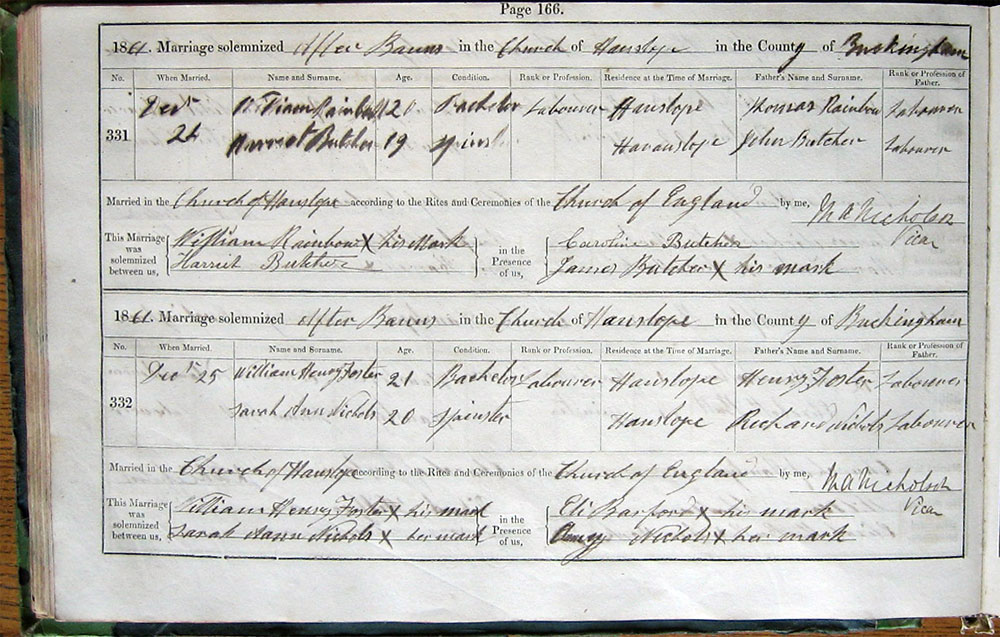 Page 166.
1861. Marriage solemnized After Banns in the Church of Hanslope in the County of Buckingham
No. When Married. Name and Surname. Age. Condition. Rank or Profession. Residence at the Time of Marriage. Father's Name and Surname. Rank or Profession of Father.
331 Decr William Rainbow 20 Bachelor Labourer Hanslope Thomas Rainbow Labourer
Harriet Butcher 19 Spinst Hanslope John Butcher Labourer
Married in the Church of Hanslope according to the Rites and Ceremonies of the Church of England by me, M A Nicholson
Vicar
This Marriage was solemnized between us, William Rainbow X his Mark in the Presence of us, Caroline Butcher
Harriet Butcher James Butcher X his mark
1861. Marriage solemnized After Banns in the Church of Hanslope in the County of Buckingham
No. When Married. Name and Surname. Age. Condition. Rank or Profession. Residence at the Time of Marriage. Father's Name and Surname. Rank or Profession of Father.
332 Decr 25 William Henry Foster 21 Bachelor Labourer Hanslope Henry Foster Labourer
Sarah Ann Nichols 20 Spinster Hanslope Richard Nichols Labourer
Married in the Church of Hanslope according to the Rites and Ceremonies of the Church of England by me, M A Nicholson
Vicar
This Marriage was solemnized between us, William Henry Foster X his mark in the Presence of us, Eli Barford X his mark
Sarah Ann Nichols X her mark Nichols X her mark